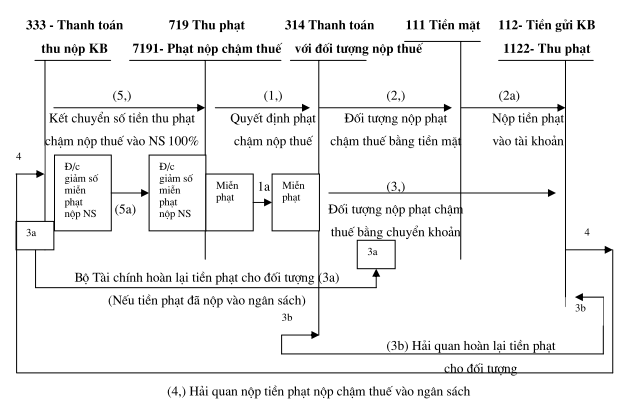 333 - Thanh toán
thu nộp KB
719 Thu phạt
7191- Phạt nộp chậm thuế
314 Thanh toán
với đối tượng nộp thuế
111 Tiền mặt
112- Tiền gửi KB
1122- Thu phạt
(5,)
Kết chuyển số tiền thu phạt
chậm nộp thuế vào NS 100%
(1,)
Quyết định phạt
chậm nộp thuế
(2,)
Đối tượng nộp phạt
chậm thuế bằng tiền mặt
(2a)
Nộp tiền phạt
vào tài khoản
4
Đ/c
giảm số
miễn
phạt
nộp NS
(5a)
Đ/c
giảm số
miễn
phạt
nộp NS
Miễn
phạt
1a
Miễn
phạt
(3,)
Đối tượng nộp phạt chậm
thuế bằng chuyển khoản
3a
3a
4
Bộ Tài chính hoàn lại tiền phạt cho đối tượng (3a)
(Nếu tiền phạt đã nộp vào ngân sách)
3b
3b
(3b) Hải quan hoàn lại tiền phạt
cho đối tượng
(4,) Hải quan nộp tiền phạt nộp chậm thuế vào ngân sách